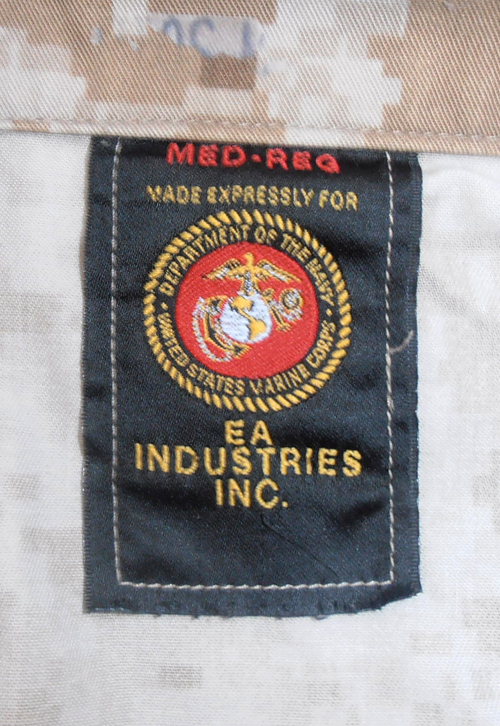 MED-REG
MADE EXPRESSLY FOR
DEPARTMENT OF THE NAVY
• UNITED STATES MARINE CORPS •
EA
INDUSTRIES
INC.